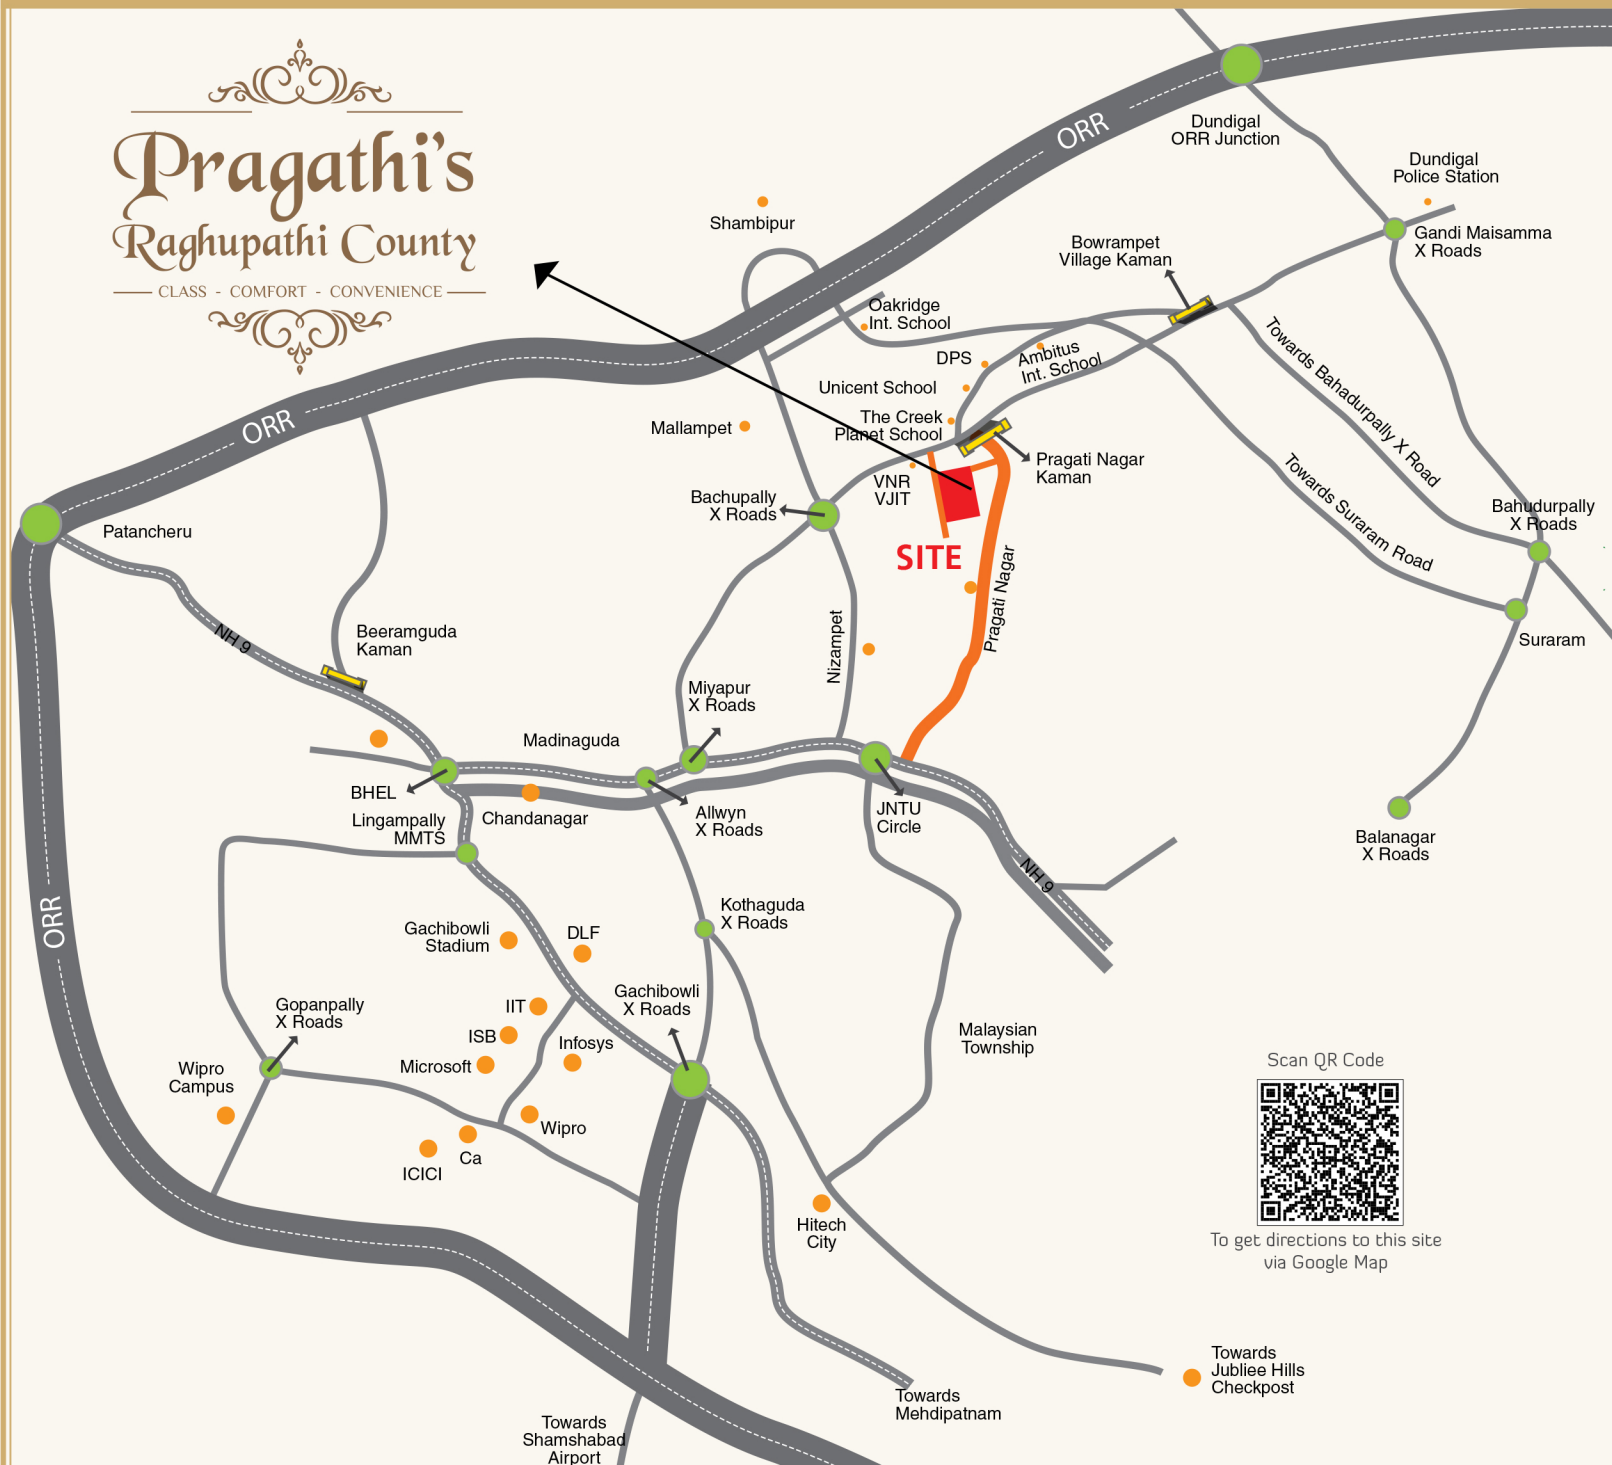 Pragathi's
Raghupathi County
CLASS - COMFORT - CONVENIENCE
ORR
Dundigal
ORR Junction
Dundigal
Police Station
Gandi Maisamma
X Roads
Shambipur
Bowrampet
Village Kaman
Oakridge
Int. School
DPS
Ambitus
Int. School
Unicent School
The Creek
Planet School
Mallampet
VNR
VJIT
Pragati Nagar
Kaman
Towards Bahadurpally X Road
Towards Suraram Road
Bachupally
X Roads
Bahudurpally
X Roads
SITE
ORR
Patancheru
NH 9
Beeramguda
Kaman
Nizampet
Pragati Nagar
Suraram
Miyapur
X Roads
Madinaguda
BHEL
Lingampally
MMTS
Chandanagar
Allwyn
X Roads
JNTU
Circle
NH 9
Balanagar
X Roads
ORR
Gachibowli
Stadium
DLF
Kothaguda
X Roads
Gopanpally
X Roads
IIT
ISB
Microsoft
Infosys
Gachibowli
X Roads
Malaysian
Township
Wipro
Campus
Wipro
Ca
ICICI
Hitech
City
Scan QR Code
To get directions to this site
via Google Map
Towards
Jubliee Hills
Checkpost
Towards
Mehdipatnam
Towards
Shamshabad
Airport